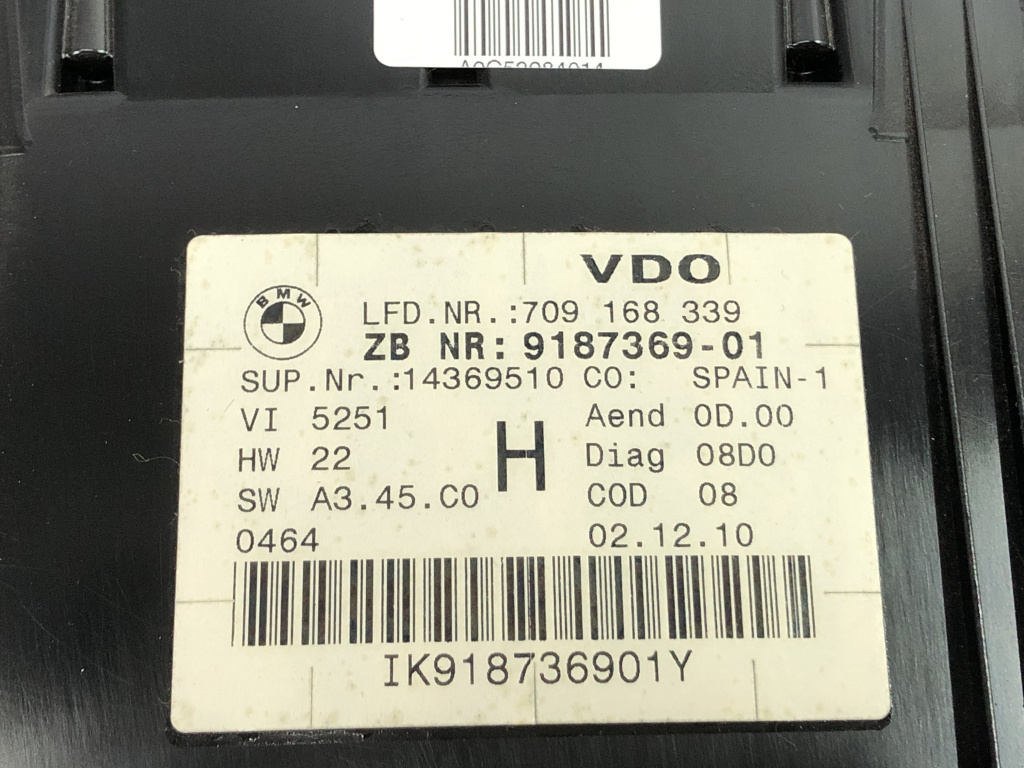 VDO
BMW
LFD.NR.:709 168 339
ZB NR: 9187369-01
SUP.Nr.:14369510 CO: SPAIN-1
VI 5251 Aend 0D.00
HW 22 H Diag 08D0
SW A3.45.C0 COD 08
0464 02.12.10
IK918736901Y